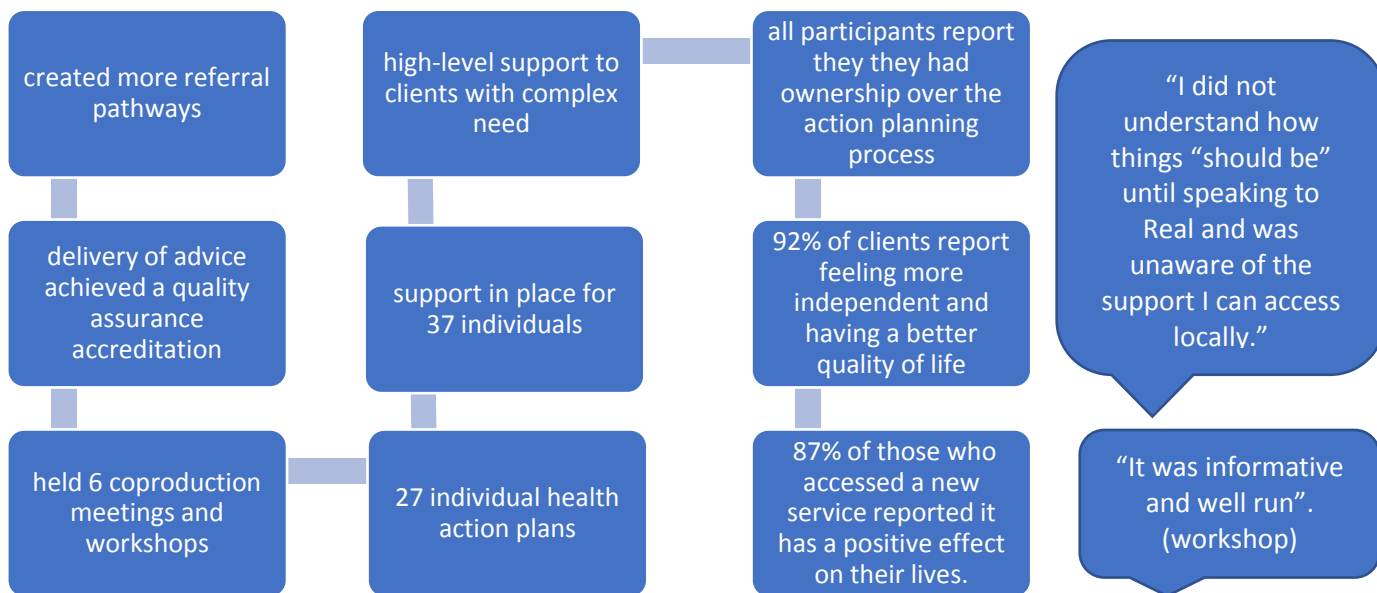 created more referral
pathways
delivery of advice
achieved a quality
assurance
accreditation
held 6 coproduction
meetings and
workshops
27 individual health
action plans
support in place for
37 individuals
high-level support to
clients with complex
need
all participants report
they they had
ownership over the
action planning
process
92% of clients report
feeling more
independent and
having a better
quality of life
87% of those who
accessed a new
service reported it
has a positive effect
on their lives.
“I did not
understand how
things “should be”
until speaking to
Real and was
unaware of the
support I can access
locally.”
“It was informative
and well run”.
(workshop)